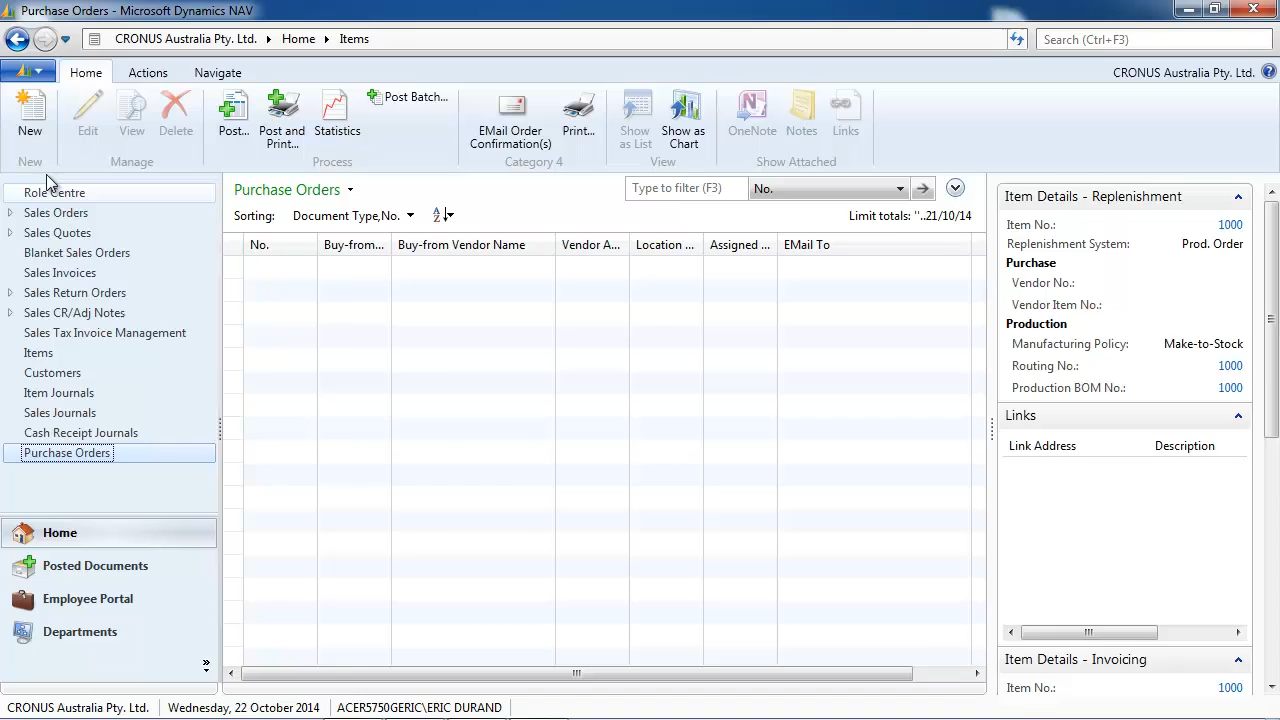 Purchase Orders - Microsoft Dynamics NAV
CRONUS Australia Pty. Ltd. Home Items
Search (Ctrl+F3)
Home Actions Navigate
CRONUS Australia Pty. Ltd.
New
Edit
View
Delete
Post...
Post and Print...
Statistics
Post Batch...
EMail Order Confirmation(s)
Print...
Show as List
Show as Chart
OneNote
Notes
Links
New
Manage
Process
Category 4
View
Show Attached
Role Centre
Sales Orders
Sales Quotes
Blanket Sales Orders
Sales Invoices
Sales Return Orders
Sales CR/Adj Notes
Sales Tax Invoice Management
Items
Customers
Item Journals
Sales Journals
Cash Receipt Journals
Purchase Orders
Home
Posted Documents
Employee Portal
Departments
Purchase Orders
Type to filter (F3) No.
Sorting: Document Type,No. A Z
Limit totals: ''..21/10/14
No. Buy-from... Buy-from Vendor Name Vendor A... Location ... Assigned ... EMail To
Item Details - Replenishment
Item No.: 1000
Replenishment System: Prod. Order
Purchase
Vendor No.:
Vendor Item No.:
Production
Manufacturing Policy: Make-to-Stock
Routing No.: 1000
Production BOM No.: 1000
Links
Link Address Description
Item Details - Invoicing
Item No.: 1000
CRONUS Australia Pty. Ltd. Wednesday, 22 October 2014 ACER5750GERIC\ERIC DURAND